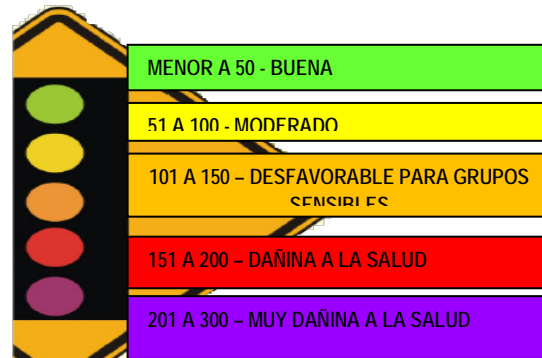 MENOR A 50 - BUENA
51 A 100 - MODERADO
101 A 150 – DESFAVORABLE PARA GRUPOS
SENSIBLES
151 A 200 – DAÑINA A LA SALUD
201 A 300 – MUY DAÑINA A LA SALUD